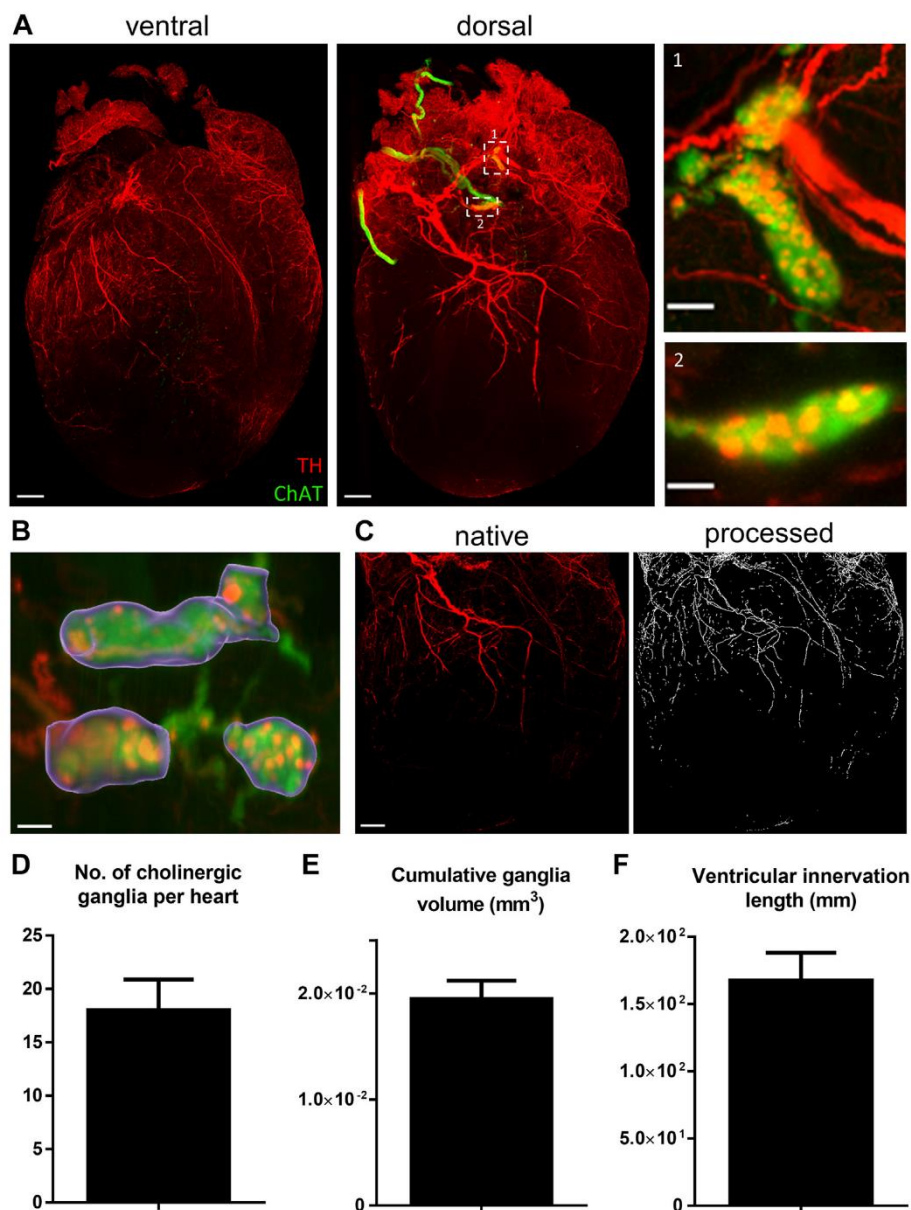 A
ventral
dorsal
1
2
TH
ChAT
1
2
B
C
native
processed
D
No. of cholinergic
ganglia per heart
25
20
15
10
5
0
E
Cumulative ganglia
volume (mm³)
2.0×10⁻²
1.0×10⁻²
0
F
Ventricular innervation
length (mm)
2.0×10²
1.5×10²
1.0×10²
5.0×10¹
0